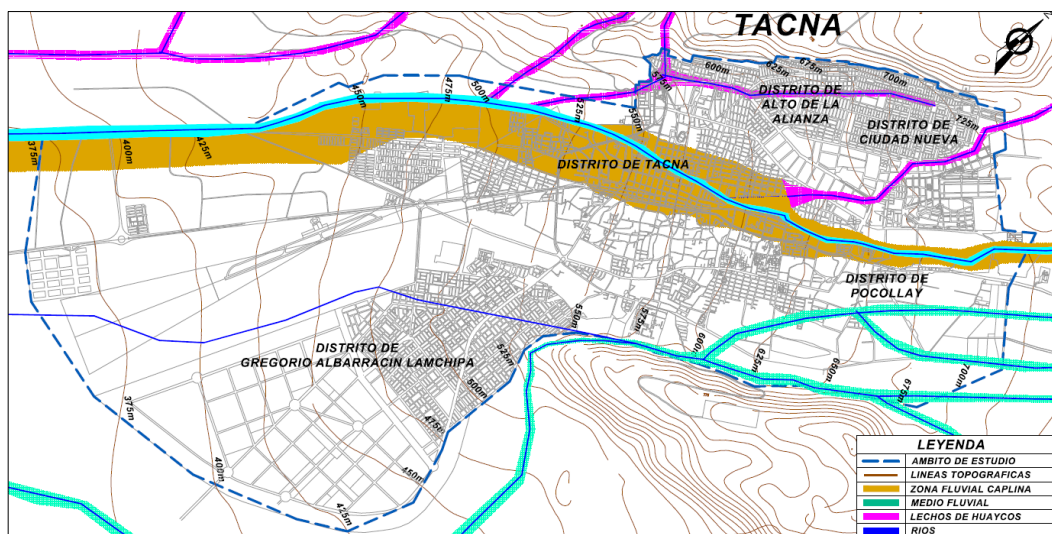 TACNA
N
600m
625m
675m
700m
725m
575m
550m
525m
500m
475m
450m
DISTRITO DE
ALTO DE LA
ALIANZA
DISTRITO DE
CIUDAD NUEVA
DISTRITO DE TACNA
375m
400m
425m
DISTRITO DE
POCOLLAY
550m
575m
600m
625m
650m
675m
700m
DISTRITO DE
GREGORIO ALBARRACIN LAMCHIPA
525m
500m
475m
450m
425m
400m
375m
LEYENDA
AMBITO DE ESTUDIO
LINEAS TOPOGRAFICAS
ZONA FLUVIAL CAPLINA
MEDIO FLUVIAL
LECHOS DE HUAYCOS
RIOS